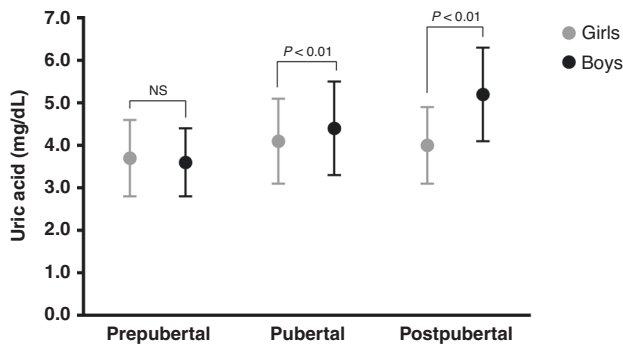 Uric acid (mg/dL)
7.0
6.0
5.0
4.0
3.0
2.0
1.0
0.0
NS
P < 0.01
P < 0.01
Girls
Boys
Prepubertal
Pubertal
Postpubertal